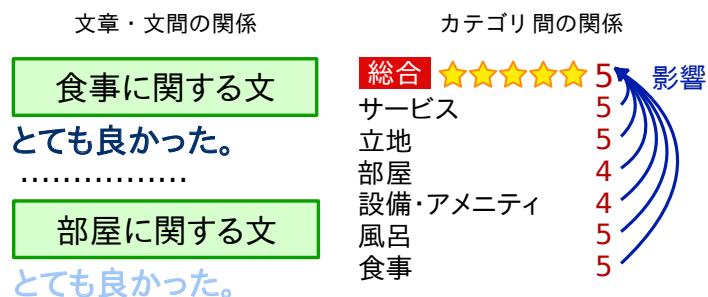 文章・文間の関係
食事に関する文
とても良かった。
................
部屋に関する文
とても良かった。
カテゴリ間の関係
総合 ★★★★★ 5 影響
サービス 5
立地 5
部屋 4
設備・アメニティ 4
風呂 5
食事 5